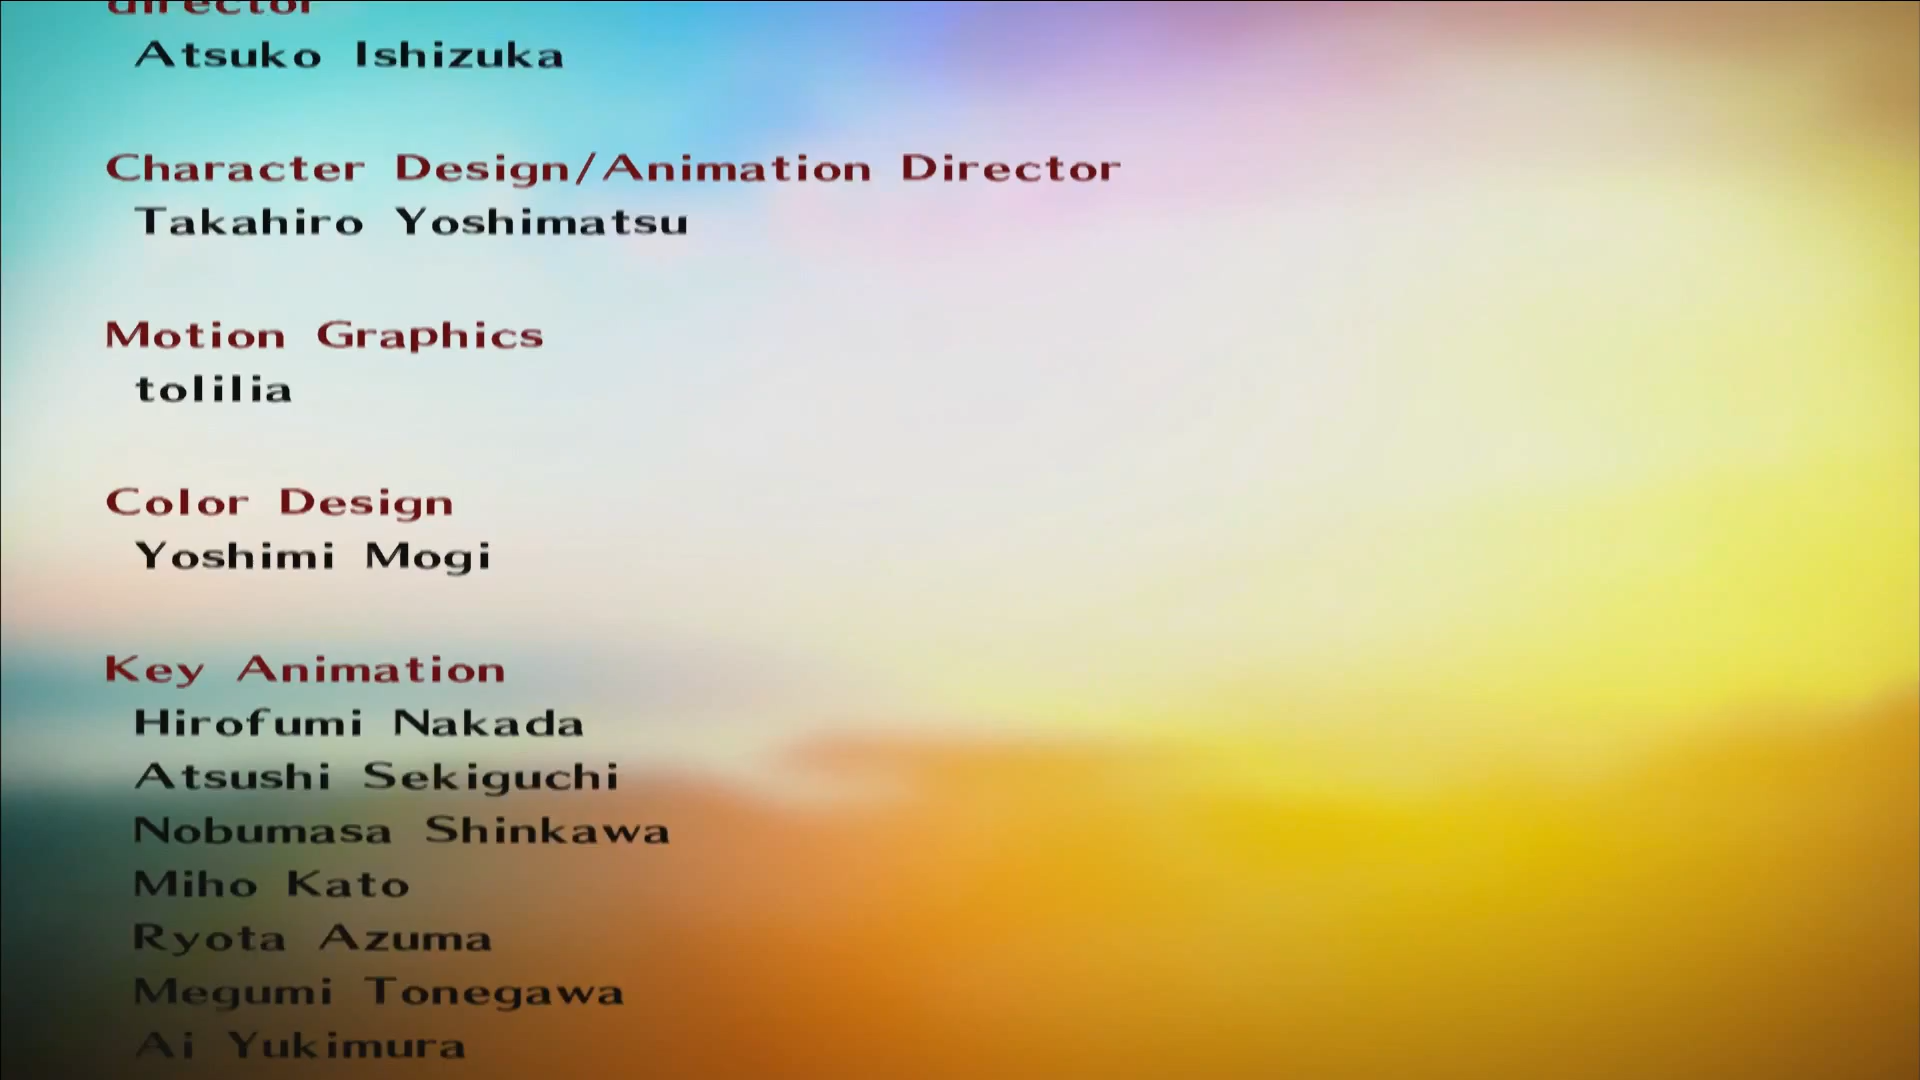 director
Atsuko Ishizuka
Character Design/Animation Director
Takahiro Yoshimatsu
Motion Graphics
tolilia
Color Design
Yoshimi Mogi
Key Animation
Hirofumi Nakada
Atsushi Sekiguchi
Nobumasa Shinkawa
Miho Kato
Ryota Azuma
Megumi Tonegawa
Ai Yukimura